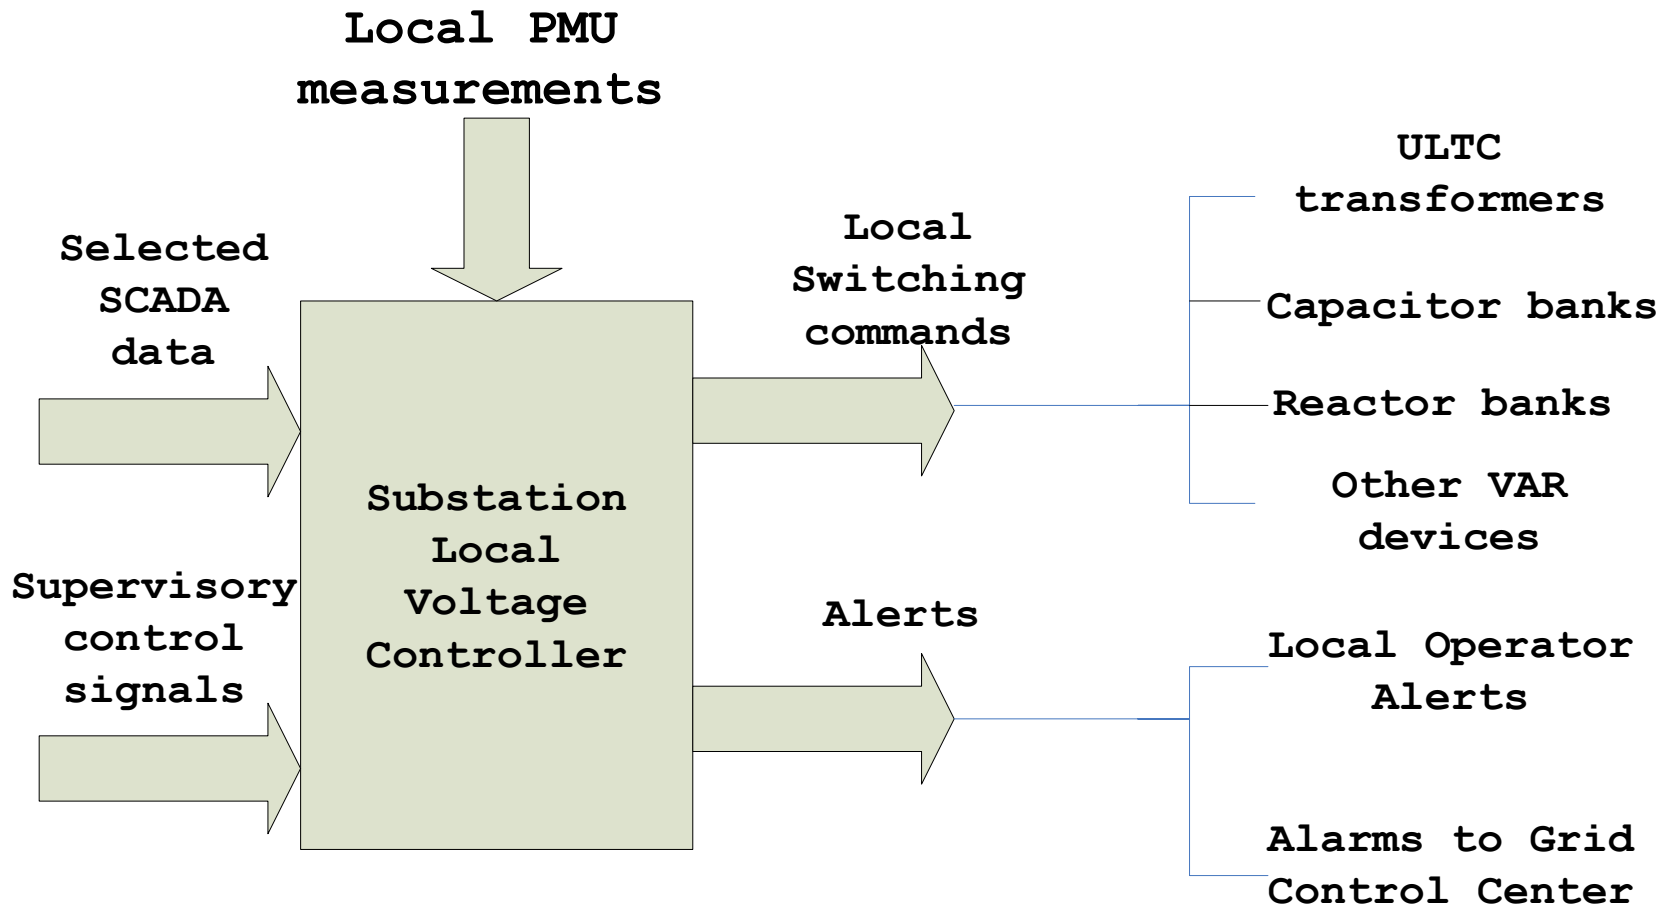 Local PMU
measurements
Selected
SCADA
data
Supervisory
control
signals
Substation
Local
Voltage
Controller
Local
Switching
commands
Alerts
ULTC
transformers
Capacitor banks
Reactor banks
Other VAR
devices
Local Operator
Alerts
Alarms to Grid
Control Center